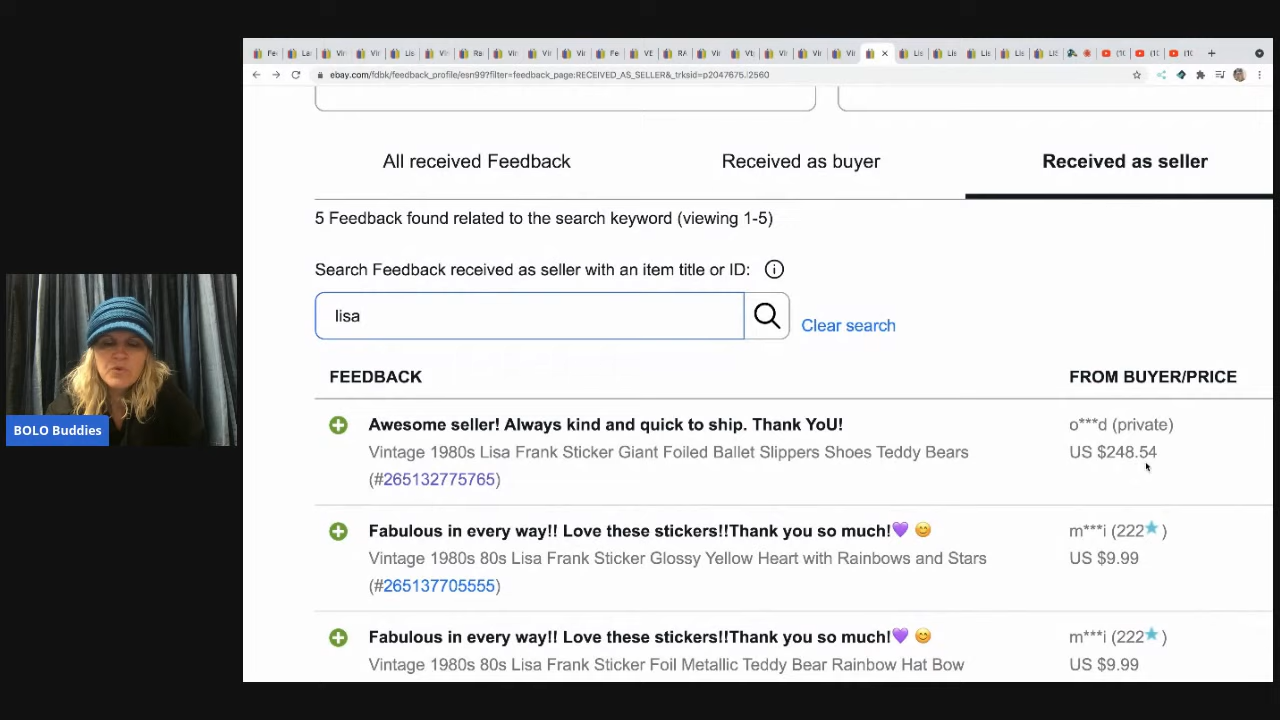 ebay.com/fdbk/feedback_profile/esn99?filter=feedback_page:RECEIVED_AS_SELLER&_trksid=p2047675.l2560
All received Feedback
Received as buyer
Received as seller
5 Feedback found related to the search keyword (viewing 1-5)
Search Feedback received as seller with an item title or ID:
lisa
Clear search
FEEDBACK
FROM BUYER/PRICE
Awesome seller! Always kind and quick to ship. Thank YoU!
o***d (private)
Vintage 1980s Lisa Frank Sticker Giant Foiled Ballet Slippers Shoes Teddy Bears
US $248.54
(#265132775765)
Fabulous in every way!! Love these stickers!!Thank you so much!💜 😊
m***i (222 )
Vintage 1980s 80s Lisa Frank Sticker Glossy Yellow Heart with Rainbows and Stars
US $9.99
(#265137705555)
Fabulous in every way!! Love these stickers!!Thank you so much!💜 😊
m***i (222 )
Vintage 1980s 80s Lisa Frank Sticker Foil Metallic Teddy Bear Rainbow Hat Bow
US $9.99
BOLO Buddies